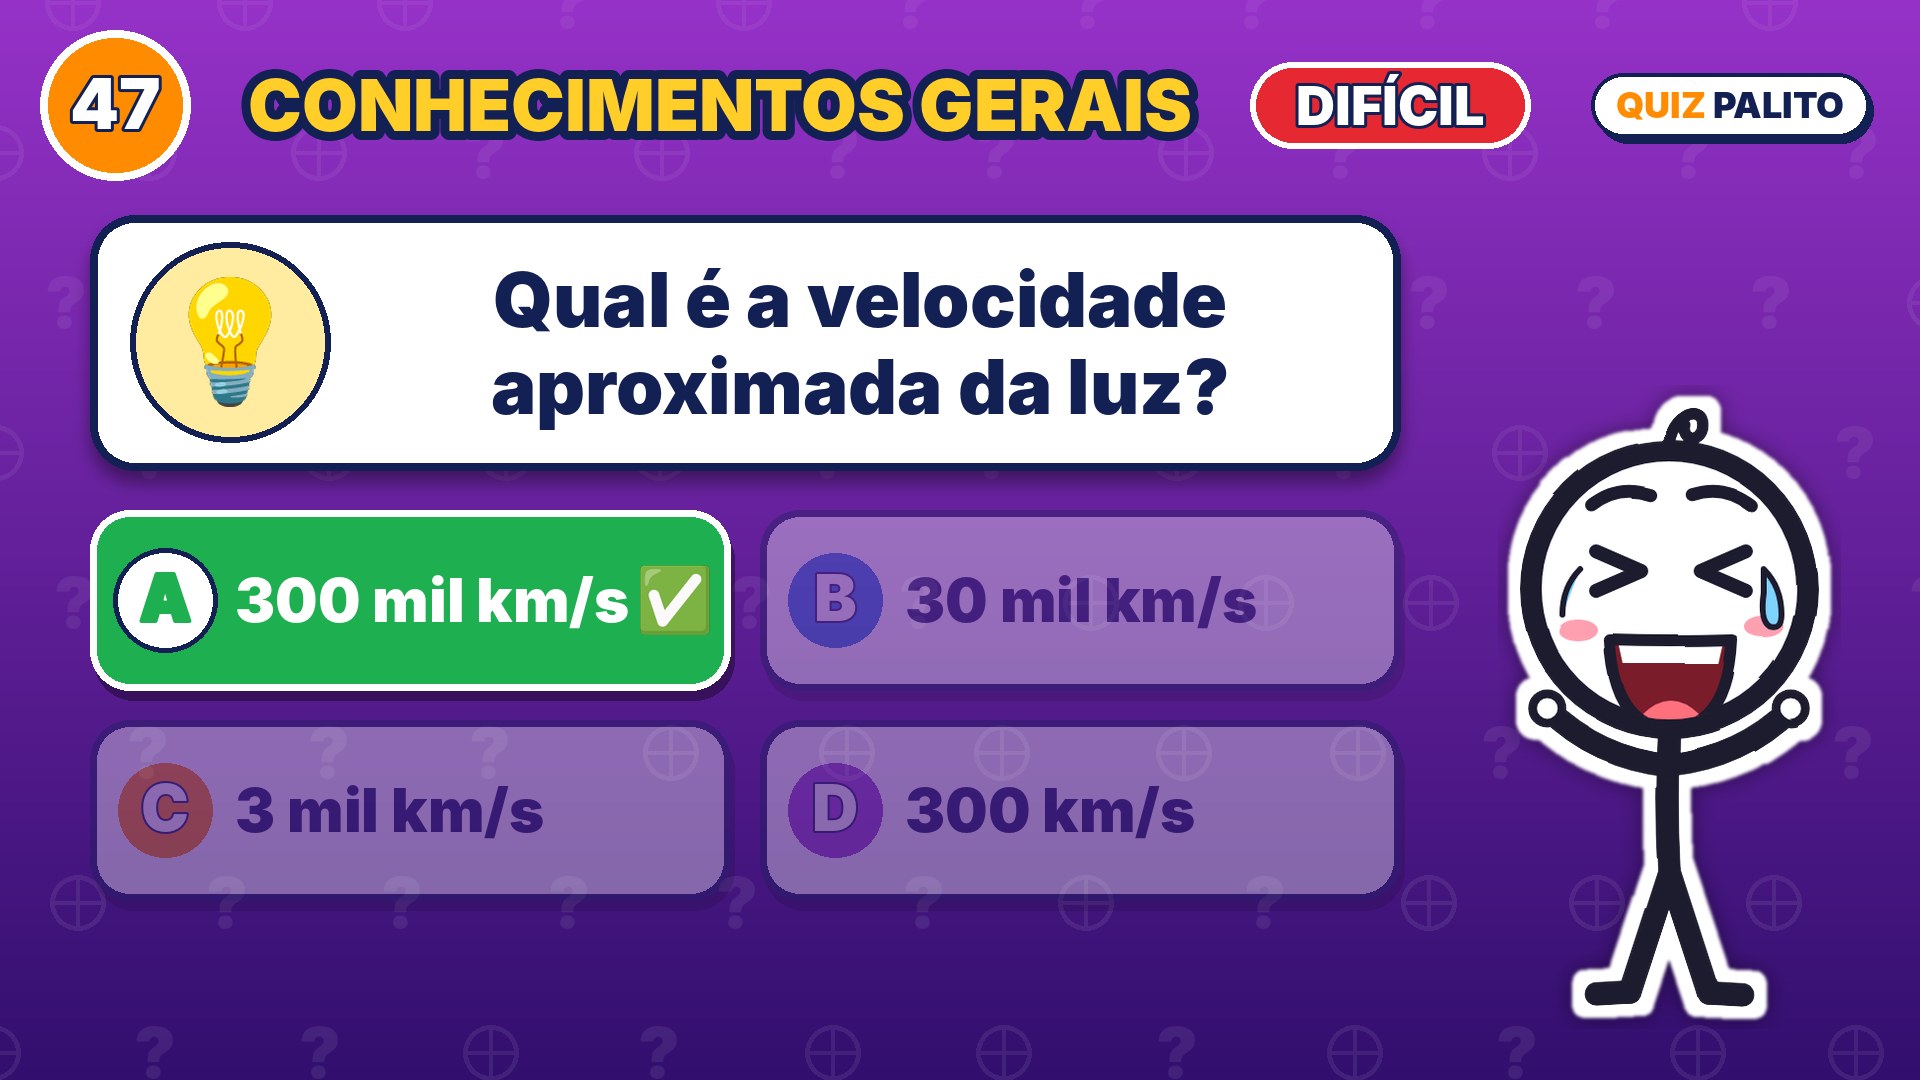 47
CONHECIMENTOS GERAIS
DIFÍCIL
QUIZ PALITO
Qual é a velocidade
aproximada da luz?
A 300 mil km/s ✅
B 30 mil km/s
C 3 mil km/s
D 300 km/s